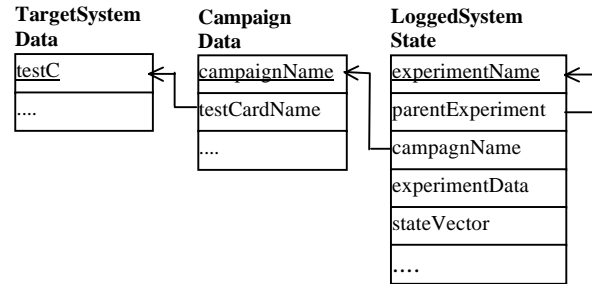 TargetSystem
Data
testC
....
Campaign
Data
campaignName
testCardName
....
LoggedSystem
State
experimentName
parentExperiment
campagnName
experimentData
stateVector
....